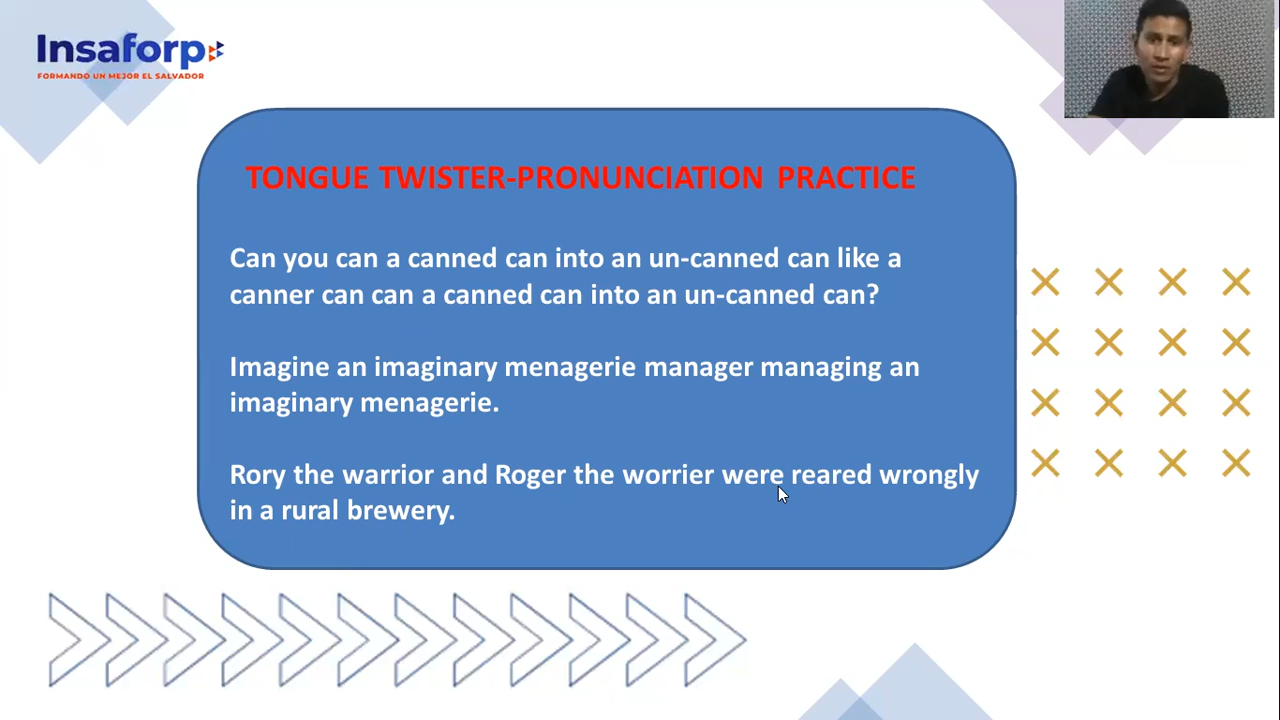 Insaforp
FORMANDO UN MEJOR EL SALVADOR
TONGUE TWISTER-PRONUNCIATION PRACTICE
Can you can a canned can into an un-canned can like a
canner can can a canned can into an un-canned can?
Imagine an imaginary menagerie manager managing an
imaginary menagerie.
Rory the warrior and Roger the worrier were reared wrongly
in a rural brewery.